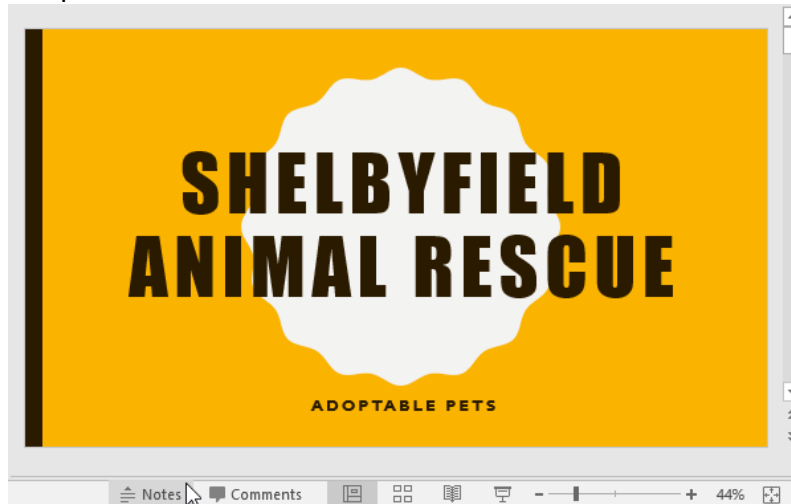 SHELBYFIELD
ANIMAL RESCUE
ADOPTABLE PETS
Notes Comments 44%